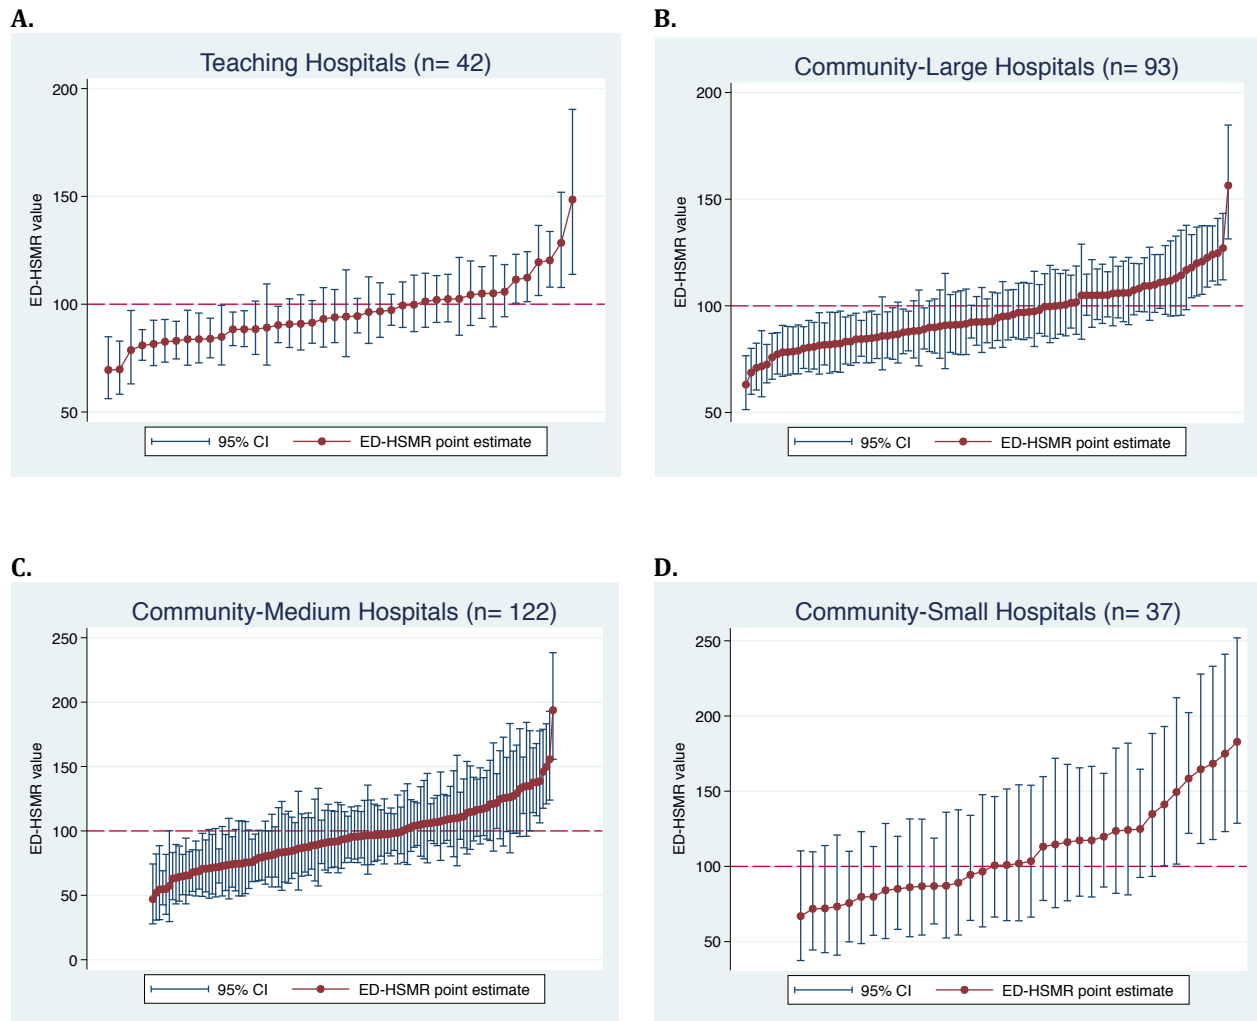 A.
Teaching Hospitals (n= 42)
ED-HSMR value
200
150
100
50
95% CI
ED-HSMR point estimate
B.
Community-Large Hospitals (n= 93)
ED-HSMR value
200
150
100
50
95% CI
ED-HSMR point estimate
C.
Community-Medium Hospitals (n= 122)
ED-HSMR value
250
200
150
100
50
0
95% CI
ED-HSMR point estimate
D.
Community-Small Hospitals (n= 37)
ED-HSMR value
250
200
150
100
50
95% CI
ED-HSMR point estimate